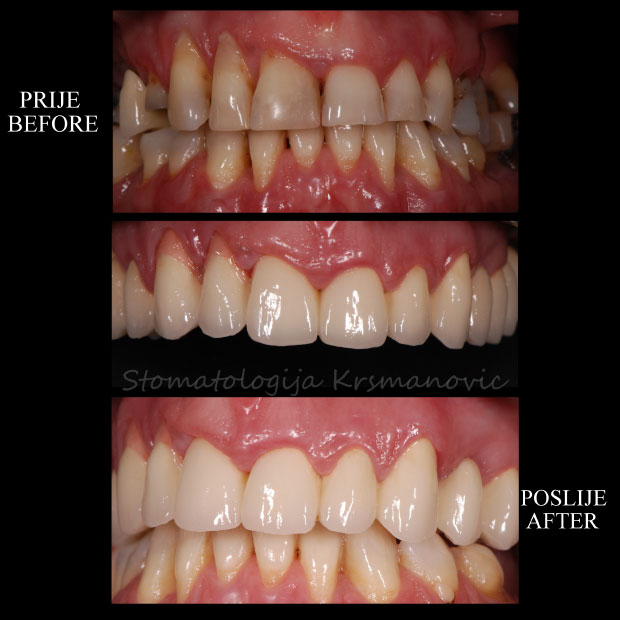 PRIJE
BEFORE
Stomatologija Krsmanovic
POSLIJE
AFTER